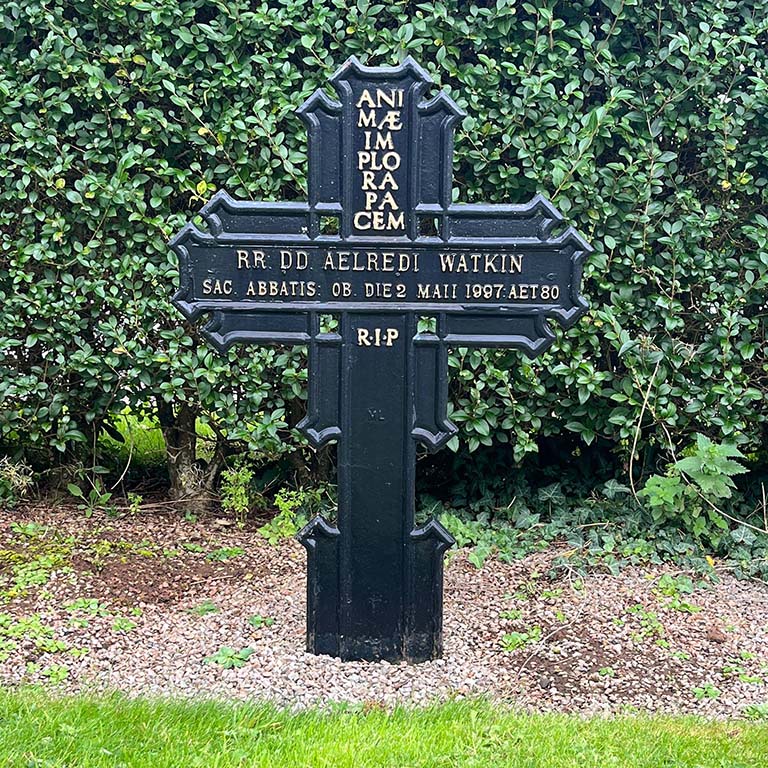 ANI
MÆ
IM
PLO
RA
PA
CEM
RR. DD. AELREDI WATKIN
SAC. ABBATIS. OB. DIE 2 MAII 1997. AET 80
R·I·P